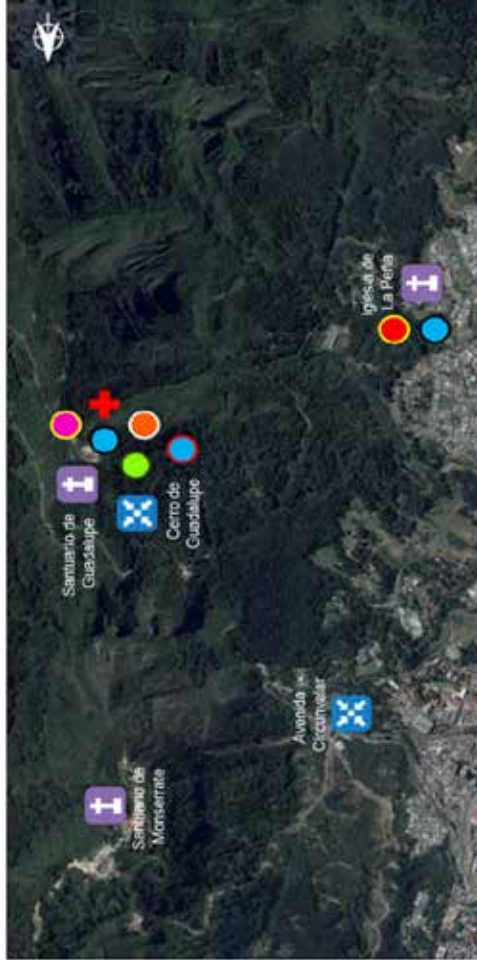 Santuario de
Guadalupe
Cerro de
Guadalupe
Iglesia de
La Peña
Santuario de
Monserrate
Avenida
Circunvalar